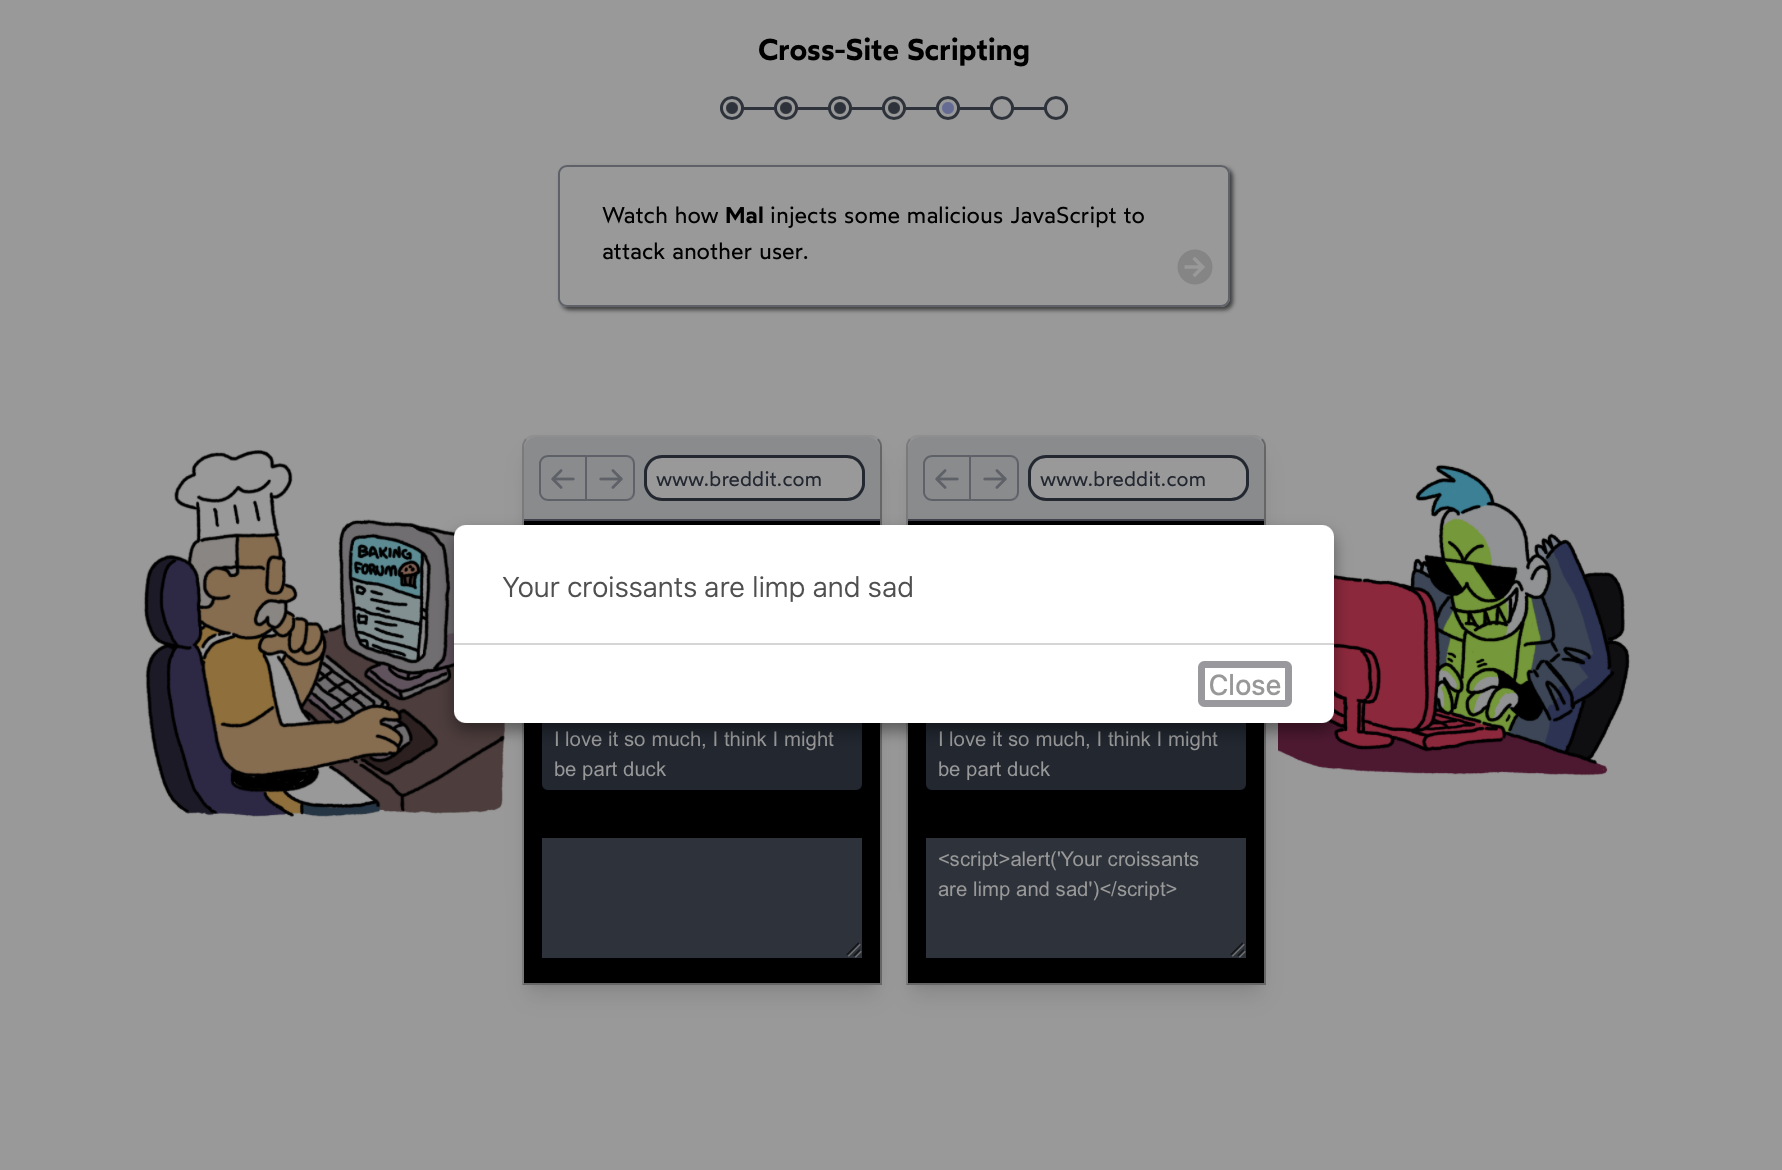 Cross-Site Scripting
Watch how Mal injects some malicious JavaScript to
attack another user.
www.breddit.com
www.breddit.com
BAKING
FORUM
Your croissants are limp and sad
Close
I love it so much, I think I might
be part duck
I love it so much, I think I might
be part duck
<script>alert('Your croissants
are limp and sad')</script>